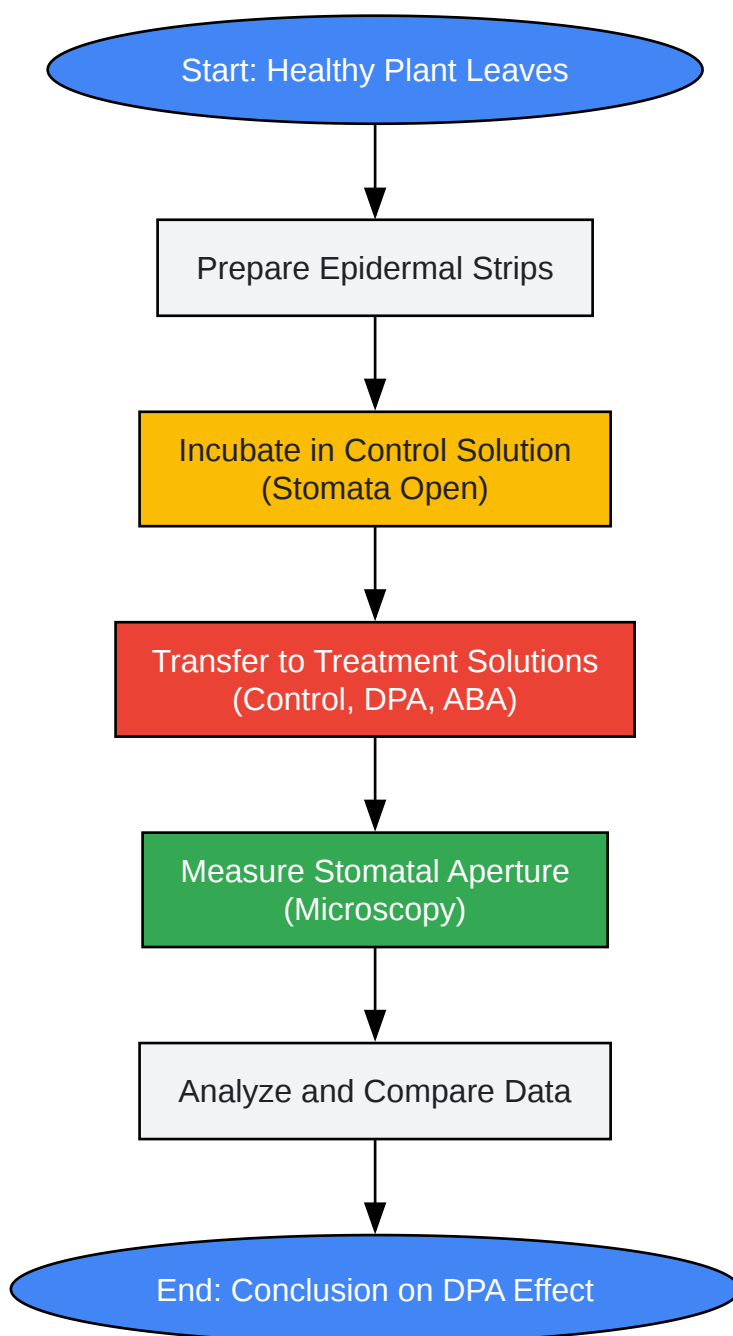 Start: Healthy Plant Leaves
Prepare Epidermal Strips
Incubate in Control Solution
(Stomata Open)
Transfer to Treatment Solutions
(Control, DPA, ABA)
Measure Stomatal Aperture
(Microscopy)
Analyze and Compare Data
End: Conclusion on DPA Effect